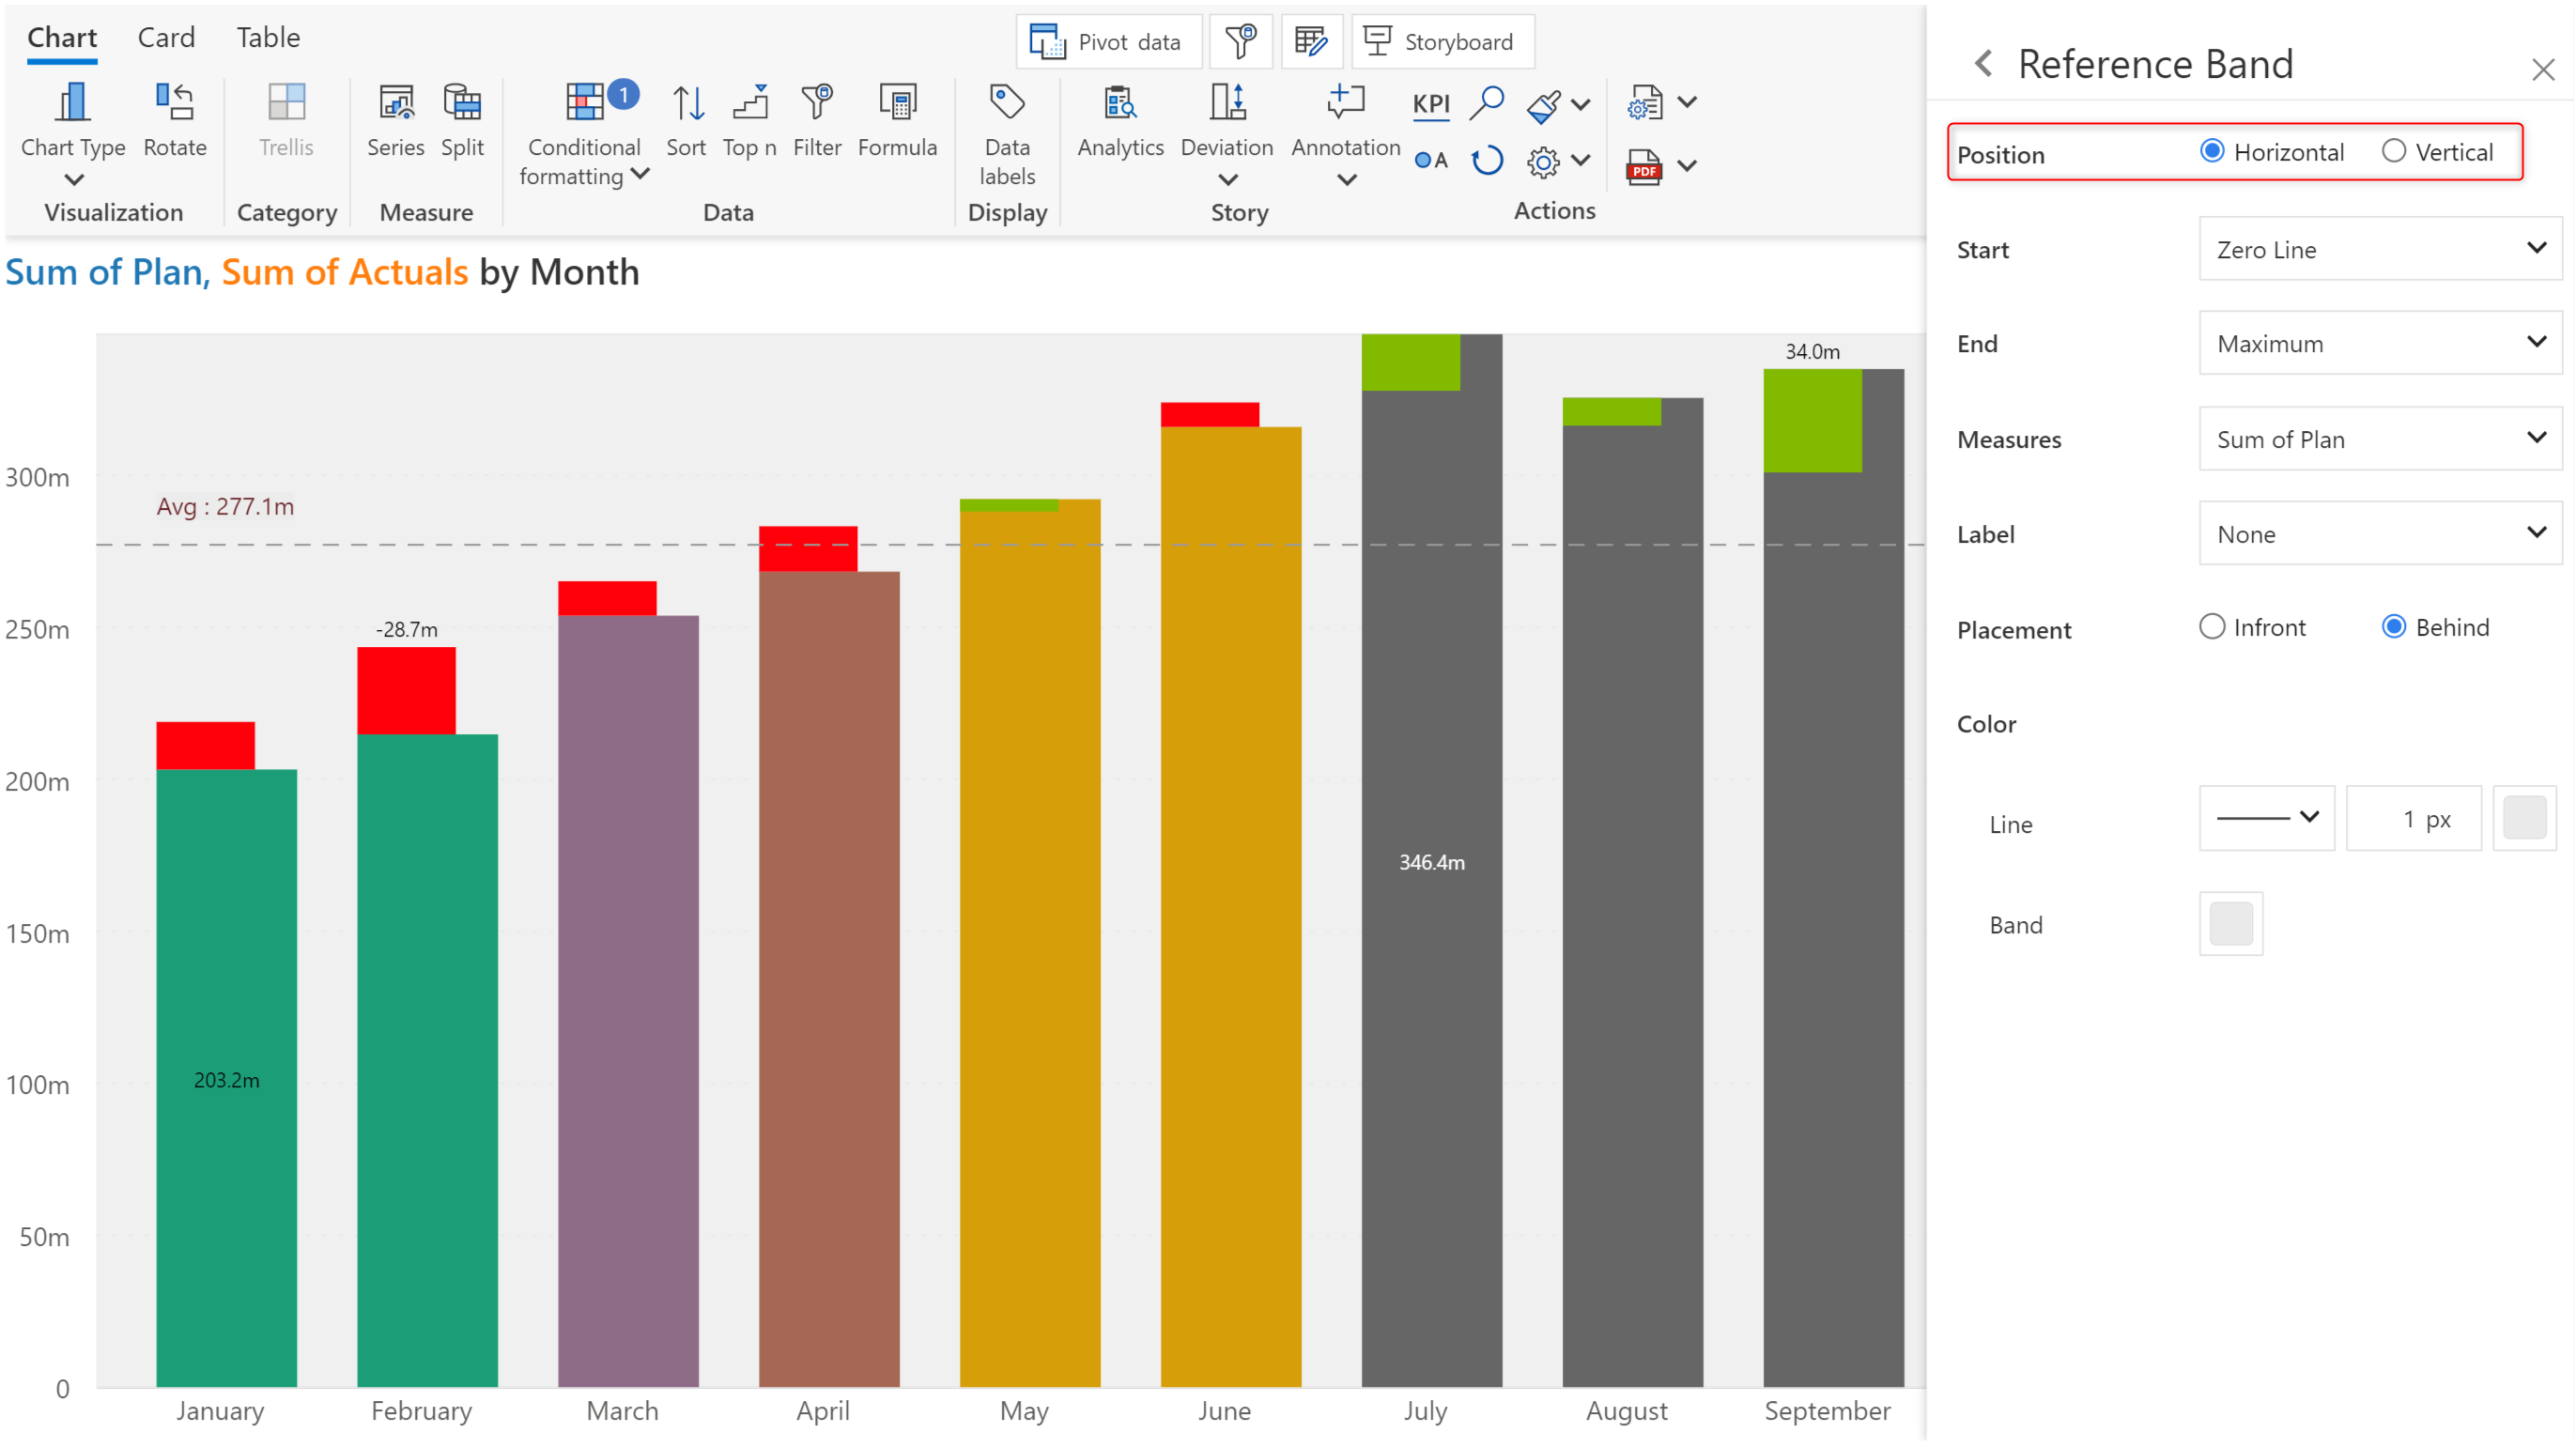 Chart Card Table
Pivot data
Storyboard
Chart Type
Rotate
Trellis
Series
Split
Conditional
formatting
1
Sort
Top n
Filter
Formula
Data
labels
Analytics
Deviation
Annotation
KPI
A
PDF
Visualization
Category
Measure
Data
Display
Story
Actions
Sum of Plan, Sum of Actuals by Month
300m
250m
200m
150m
100m
50m
0
Avg : 277.1m
-28.7m
34.0m
203.2m
346.4m
January
February
March
April
May
June
July
August
September
Reference Band
Position Horizontal Vertical
Start Zero Line
End Maximum
Measures Sum of Plan
Label None
Placement Infront Behind
Color
Line 1 px
Band